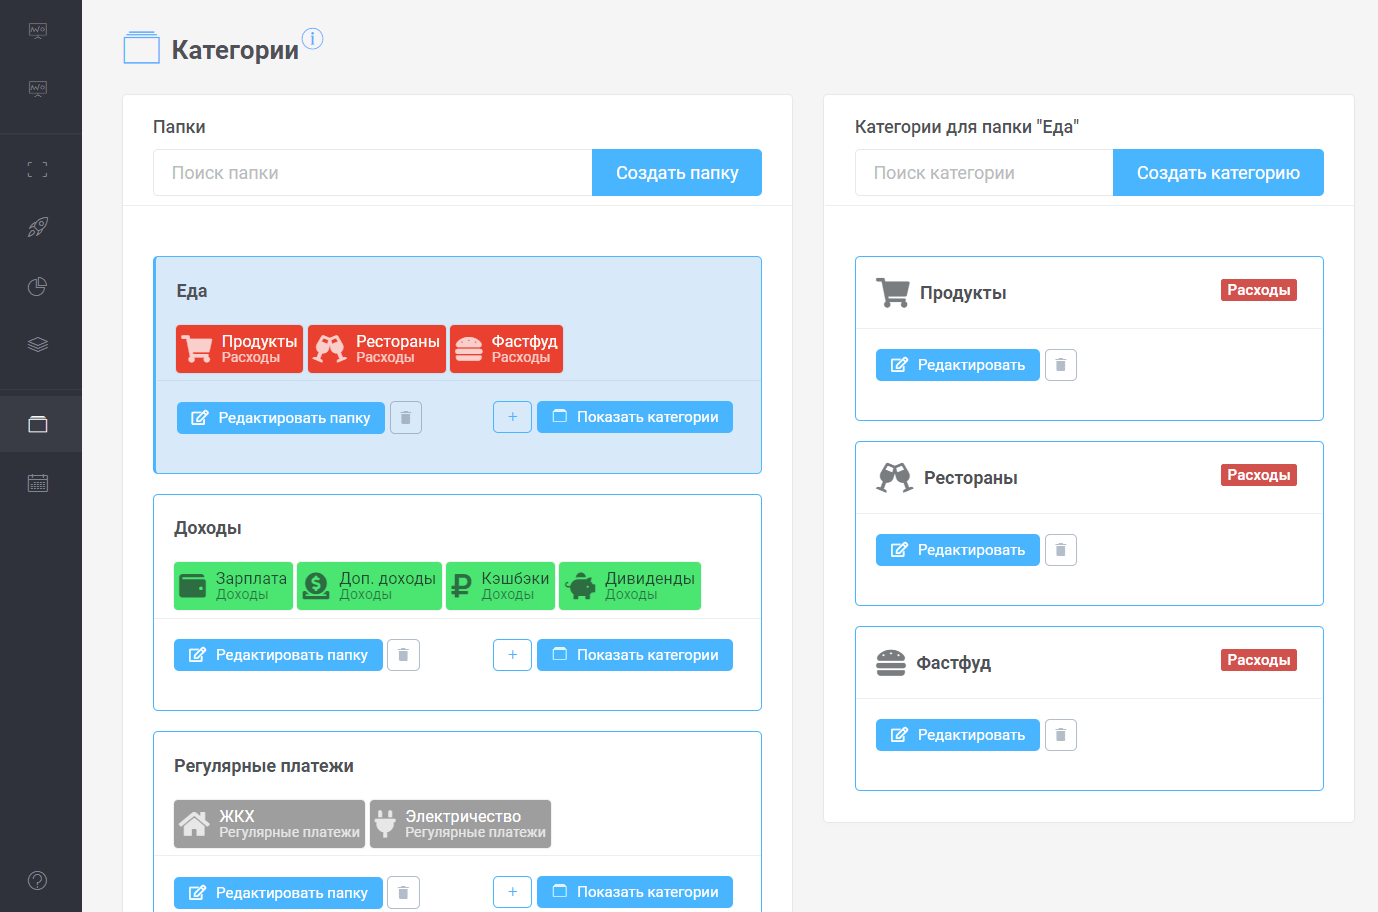 Категории
Папки
Поиск папки
Создать папку
Еда
Продукты
Расходы
Рестораны
Расходы
Фастфуд
Расходы
Редактировать папку
+
Показать категории
Доходы
Зарплата
Доходы
Доп. доходы
Доходы
Кэшбэки
Доходы
Дивиденды
Доходы
Редактировать папку
+
Показать категории
Регулярные платежи
ЖКХ
Регулярные платежи
Электричество
Регулярные платежи
Редактировать папку
+
Показать категории
Категории для папки "Еда"
Поиск категории
Создать категорию
Продукты
Расходы
Редактировать
Рестораны
Расходы
Редактировать
Фастфуд
Расходы
Редактировать